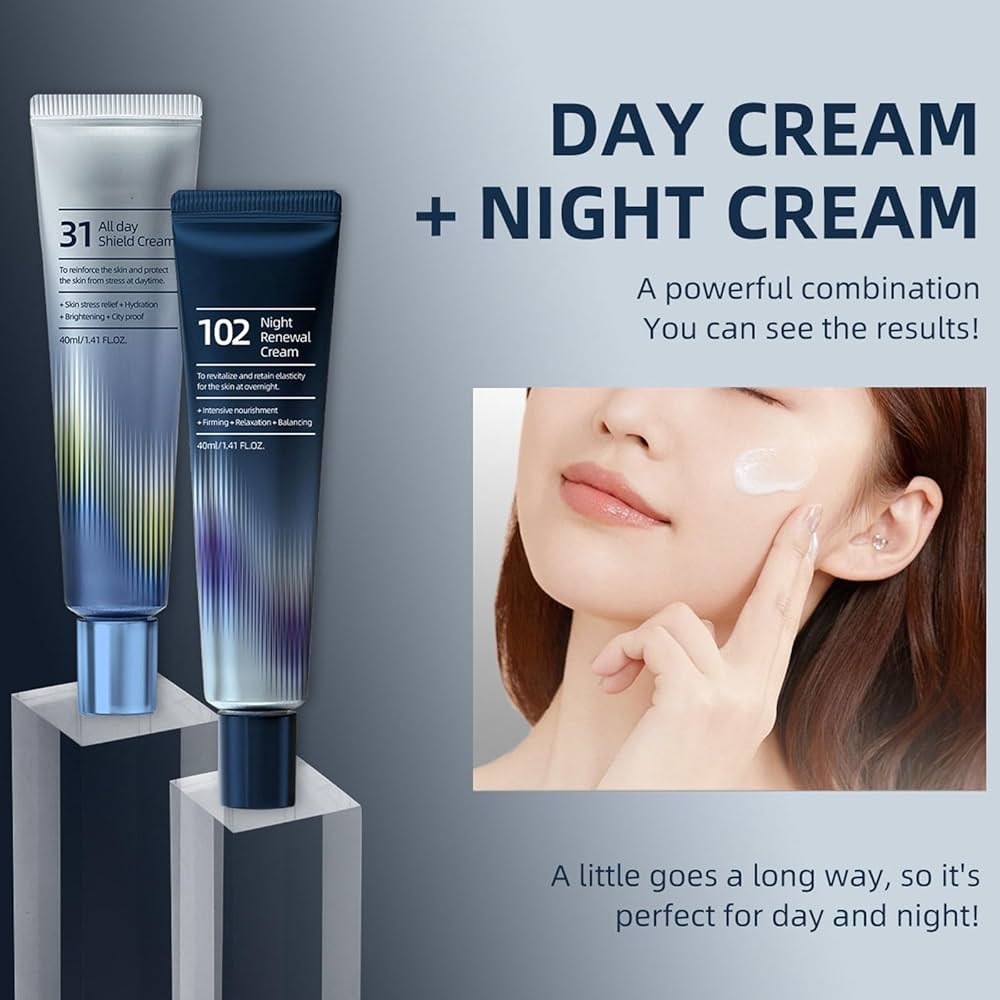 DAY CREAM
+ NIGHT CREAM
A powerful combination
You can see the results!
31 All day
Shield Cream
To reinforce the skin and protect
the skin from stress at daytime.
+ Skin stress relief + Hydration
+ Brightening + City proof
40ml/1.41 FL.OZ.
102 Night
Renewal
Cream
To revitalize and retain elasticity
for the skin at overnight.
+ Intensive nourishment
+ Firming + Relaxation + Balancing
40ml/1.41 FL.OZ.
A little goes a long way, so it's
perfect for day and night!